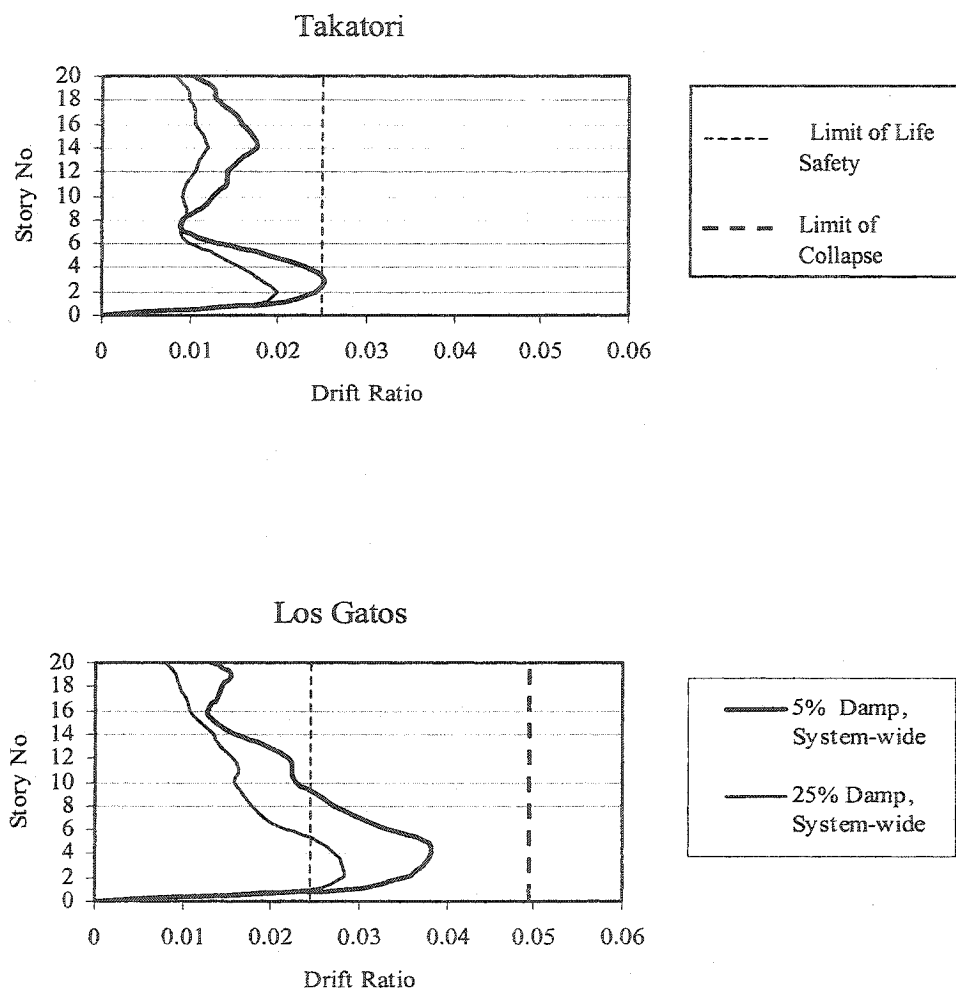 Takatori
20
18
16
14
12
10
8
6
4
2
0
Story No
0 0.01 0.02 0.03 0.04 0.05 0.06
Drift Ratio
Limit of Life
Safety
Limit of
Collapse
Los Gatos
20
18
16
14
12
10
8
6
4
2
0
Story No
0 0.01 0.02 0.03 0.04 0.05 0.06
Drift Ratio
5% Damp,
System-wide
25% Damp,
System-wide